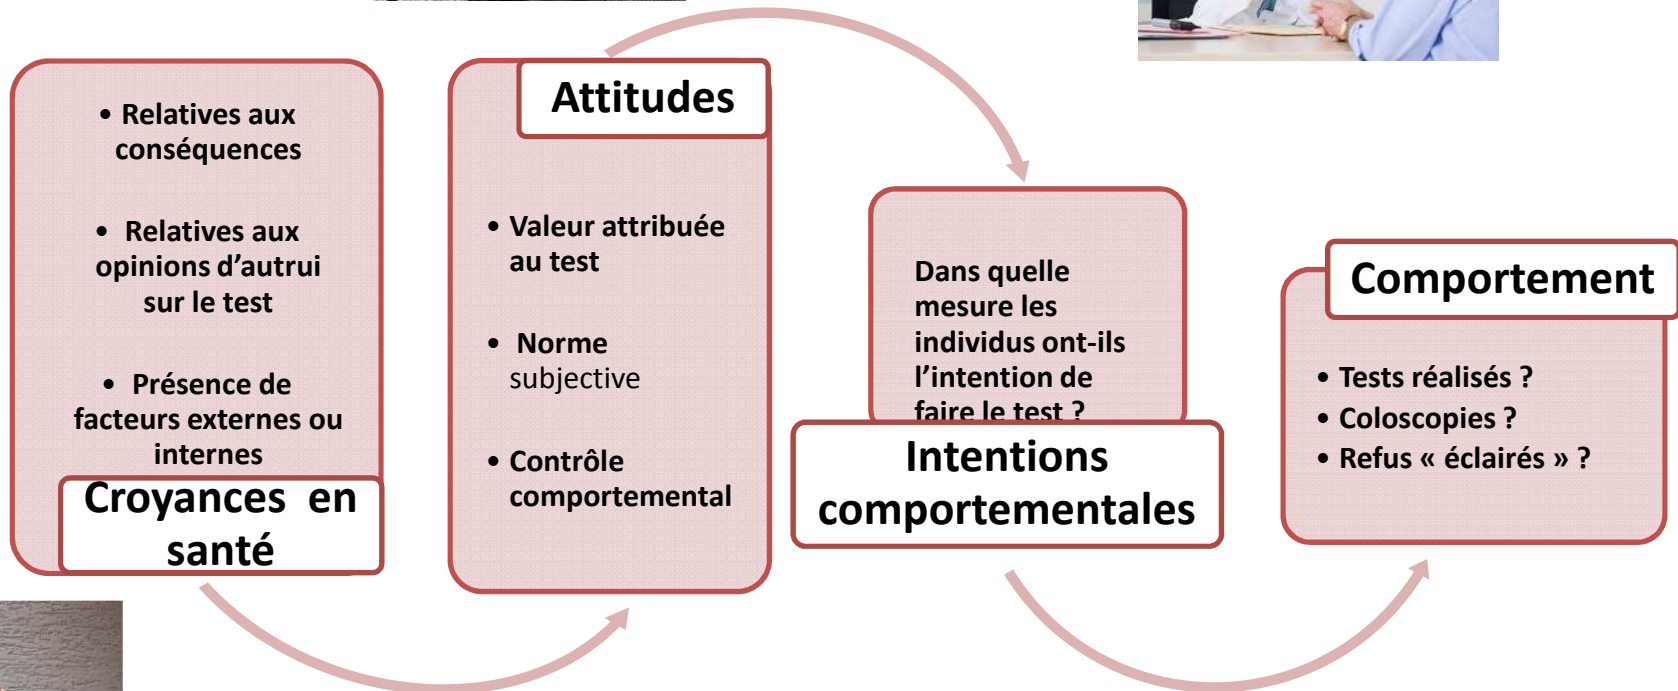 • Relatives aux
conséquences
• Relatives aux
opinions d’autrui
sur le test
• Présence de
facteurs externes ou
internes
Croyances en
santé
Attitudes
• Valeur attribuée
au test
• Norme
subjective
• Contrôle
comportemental
Dans quelle
mesure les
individus ont-ils
l’intention de
faire le test ?
Intentions
comportementales
Comportement
• Tests réalisés ?
• Coloscopies ?
• Refus « éclairés » ?